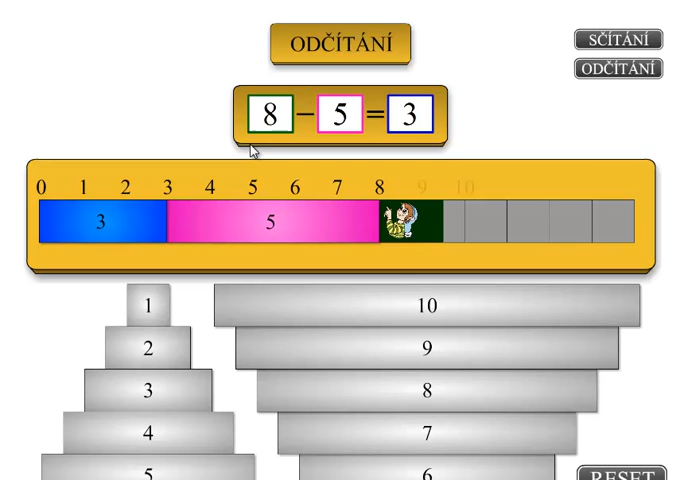 ODČÍTÁNÍ
SČÍTÁNÍ
ODČÍTÁNÍ
8 − 5 = 3
0 1 2 3 4 5 6 7 8 9 10
3 5
1 10
2 9
3 8
4 7
5 6
RESET